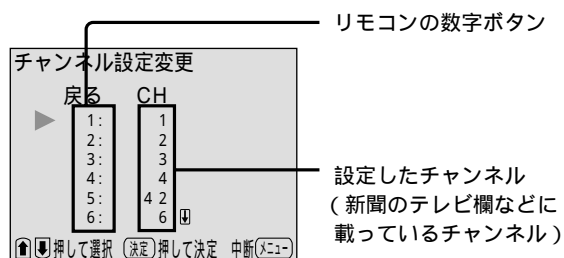 リモコンの数字ボタン
チャンネル設定変更
戻る CH
1: 1
2: 2
3: 3
4: 4
5: 42
6: 6 ⬇
⬆⬇押して選択 (決定)押して決定 中断(メニュー)
設定したチャンネル
(新聞のテレビ欄などに
載っているチャンネル)